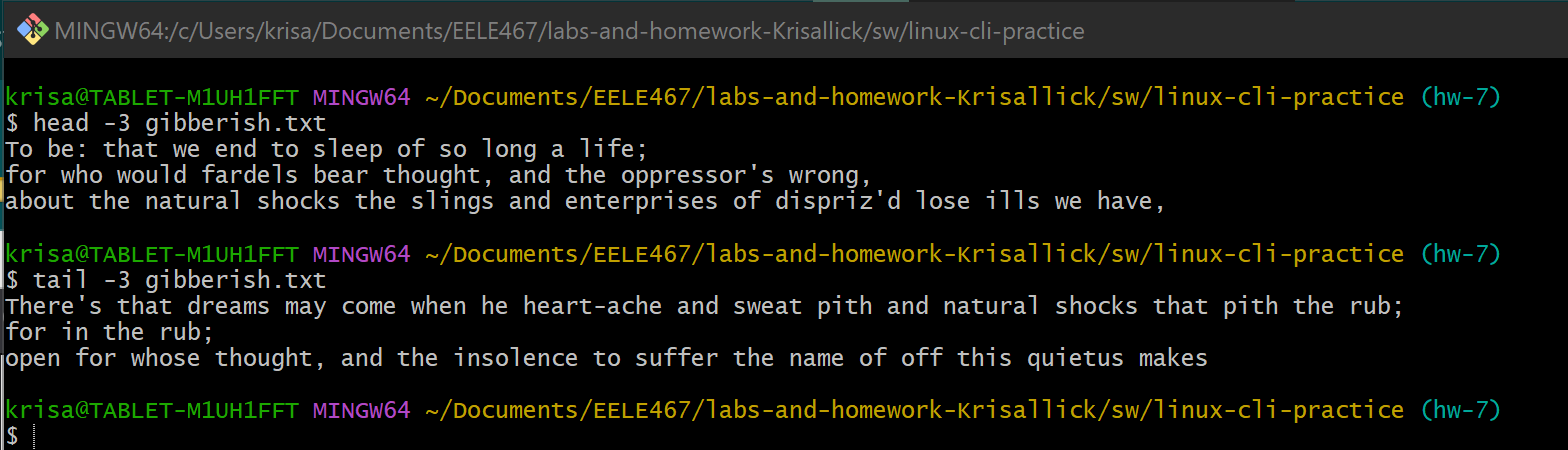 MINGW64:/c/Users/krisa/Documents/EELE467/labs-and-homework-Krisallick/sw/linux-cli-practice
krisa@TABLET-M1UH1FFT MINGW64 ~/Documents/EELE467/labs-and-homework-Krisallick/sw/linux-cli-practice (hw-7)
$ head -3 gibberish.txt
To be: that we end to sleep of so long a life;
for who would fardels bear thought, and the oppressor's wrong,
about the natural shocks the slings and enterprises of dispriz'd lose ills we have,
krisa@TABLET-M1UH1FFT MINGW64 ~/Documents/EELE467/labs-and-homework-Krisallick/sw/linux-cli-practice (hw-7)
$ tail -3 gibberish.txt
There's that dreams may come when he heart-ache and sweat pith and natural shocks that pith the rub;
for in the rub;
open for whose thought, and the insolence to suffer the name of off this quietus makes
krisa@TABLET-M1UH1FFT MINGW64 ~/Documents/EELE467/labs-and-homework-Krisallick/sw/linux-cli-practice (hw-7)
$